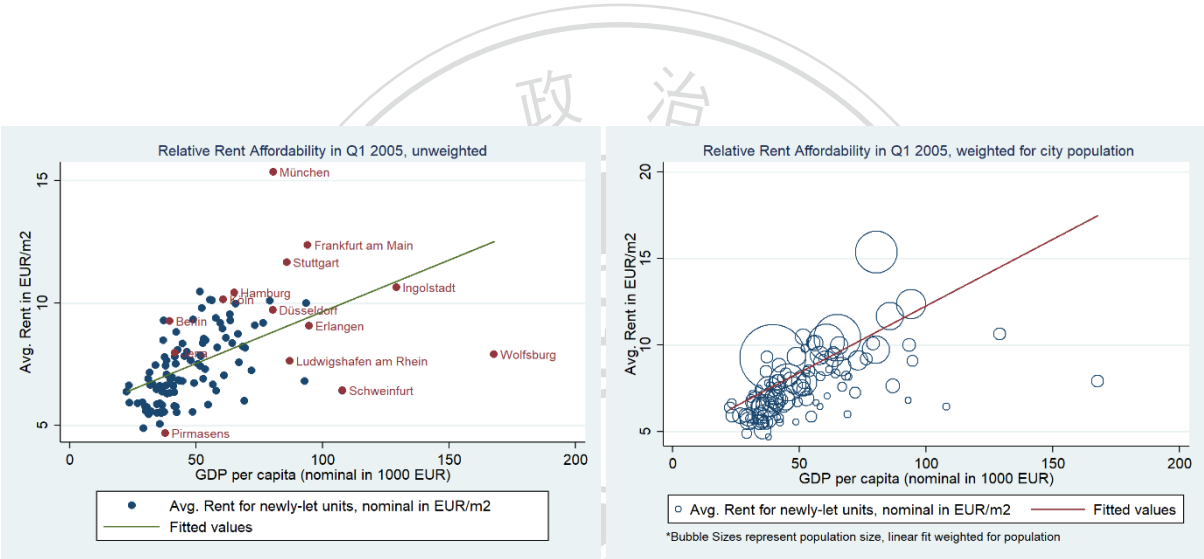 政 治
Relative Rent Affordability in Q1 2005, unweighted
Avg. Rent in EUR/m2
15
10
5
München
Frankfurt am Main
Stuttgart
Ingolstadt
Hamburg
Köln
Düsseldorf
Berlin
Erlangen
Jena
Wolfsburg
Ludwigshafen am Rhein
Schweinfurt
Pirmasens
0 50 100 150 200
GDP per capita (nominal in 1000 EUR)
Avg. Rent for newly-let units, nominal in EUR/m2
Fitted values
Relative Rent Affordability in Q1 2005, weighted for city population
Avg. Rent in EUR/m2
20
15
10
5
0 50 100 150 200
GDP per capita (nominal in 1000 EUR)
Avg. Rent for newly-let units, nominal in EUR/m2 Fitted values
*Bubble Sizes represent population size, linear fit weighted for population